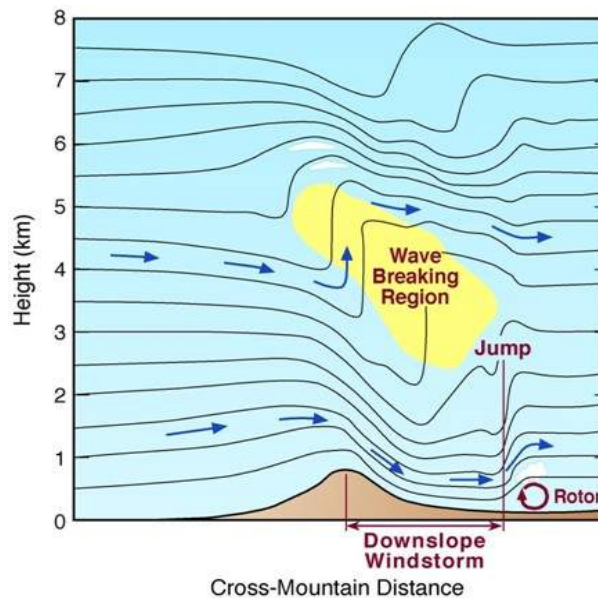 8
7
6
5
4
3
2
1
0
Height (km)
Wave
Breaking
Region
Jump
Rotor
Downslope
Windstorm
Cross-Mountain Distance